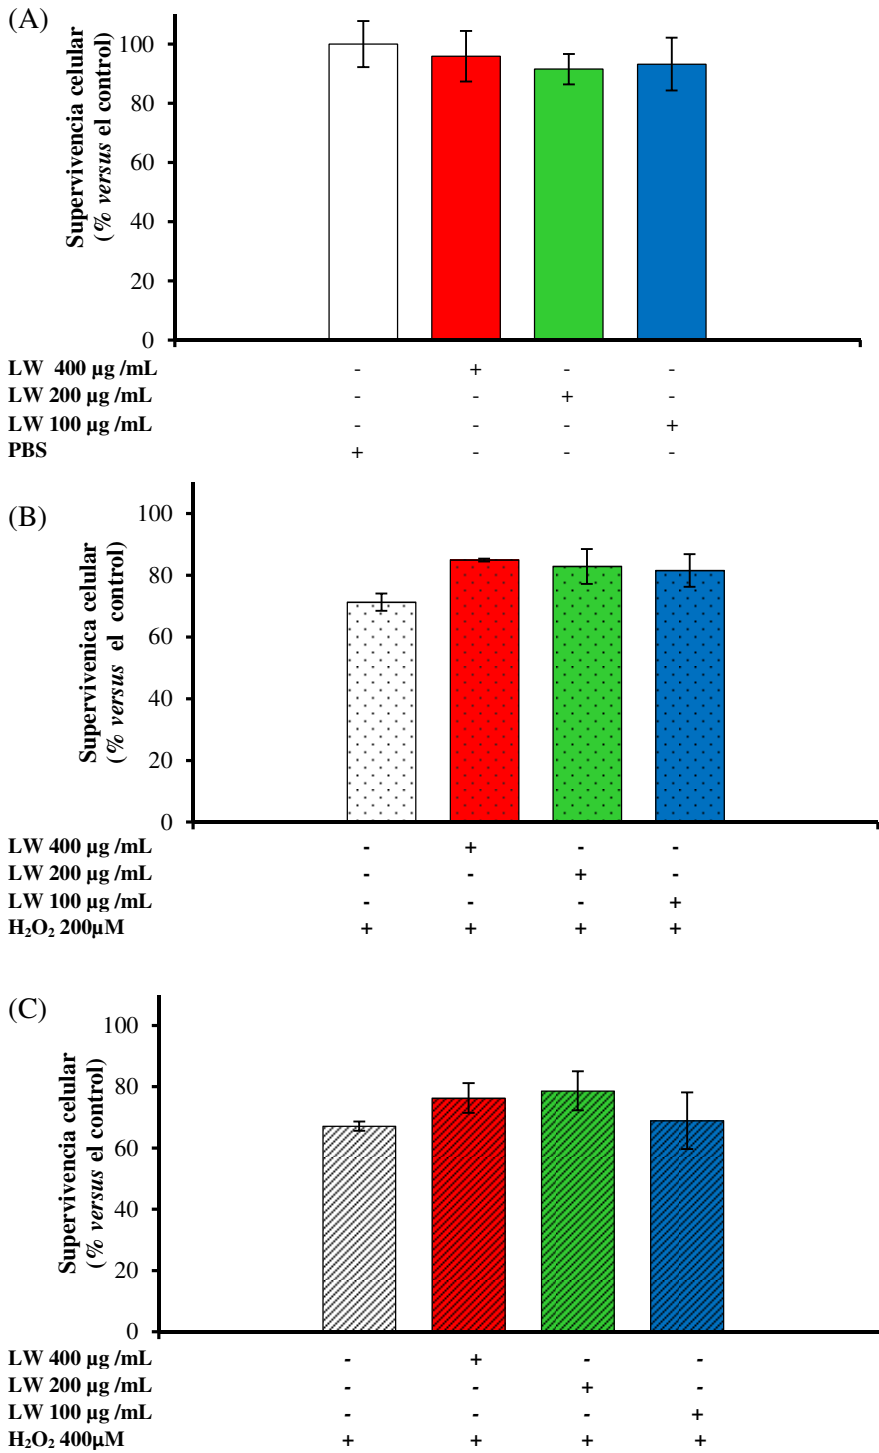 (A)
Supervivencia celular
(% versus el control)
100
80
60
40
20
0
LW 400 µg /mL - + - -
LW 200 µg /mL - - + -
LW 100 µg /mL - - - +
PBS + - - -
(B)
Supervivenica celular
(% versus el control)
100
80
60
40
20
0
LW 400 µg /mL - + - -
LW 200 µg /mL - - + -
LW 100 µg /mL - - - +
H₂O₂ 200µM + + + +
(C)
Supervivencia celular
(% versus el control)
100
80
60
40
20
0
LW 400 µg /mL - + - -
LW 200 µg /mL - - + -
LW 100 µg /mL - - - +
H₂O₂ 400µM + + + +